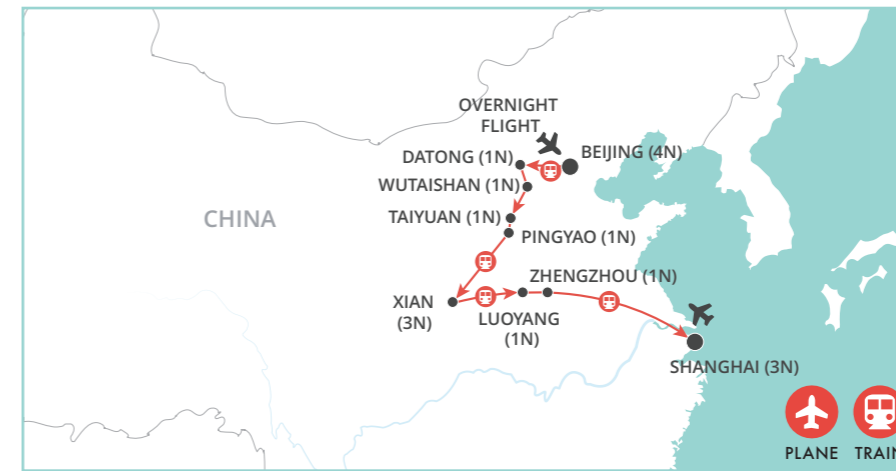 OVERNIGHT
FLIGHT
BEIJING (4N)
DATONG (1N)
WUTAISHAN (1N)
TAIYUAN (1N)
CHINA
PINGYAO (1N)
ZHENGZHOU (1N)
XIAN
(3N)
LUOYANG
(1N)
SHANGHAI (3N)
PLANE
TRAIN